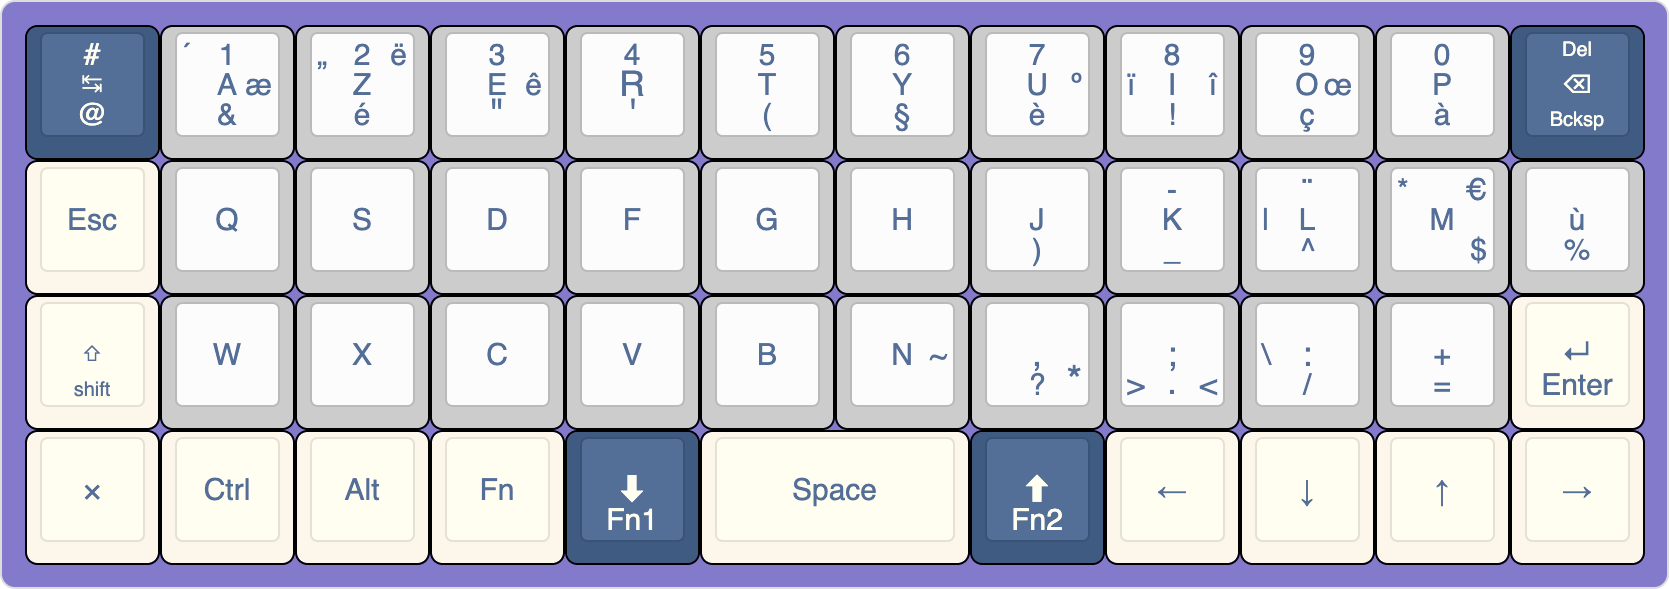 # ´ 1 „ 2 ë 3 4 5 6 7 8 9 0 Del
↹ A æ Z E ê R T Y U º ï I î O œ P ⌫
@ & é " ' ( § è ! ç à Bcksp
- ¨ * €
Esc Q S D F G H J K | L M ù
) _ ^ $ %
⇧ W X C V B N ~ , ; \ : + ↵
shift ? * > . < / = Enter
× Ctrl Alt Fn ⬇ Space ⬆ ← ↓ ↑ →
Fn1 Fn2